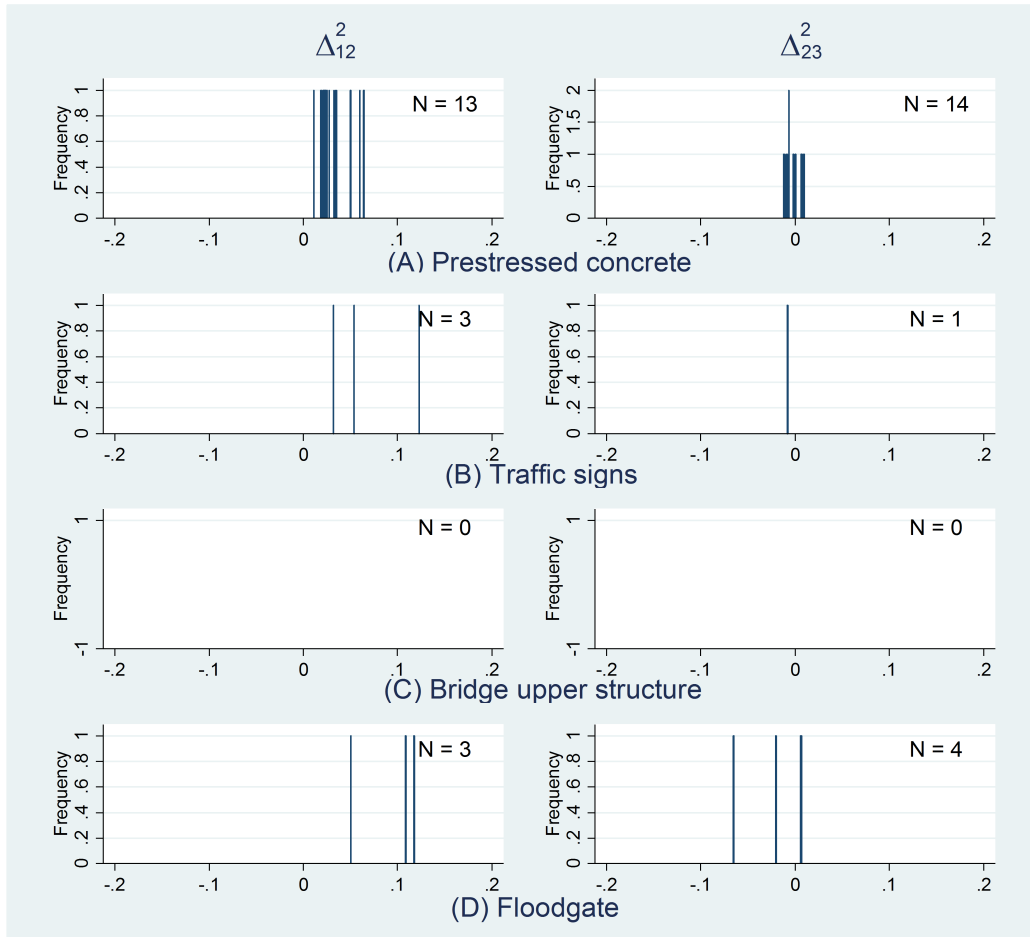 Δ²₁₂ Δ²₂₃
N = 13
Frequency
0 .2 .4 .6 .8 1
-.2 -.1 0 .1 .2
N = 14
Frequency
0 .5 1 1.5 2
-.2 -.1 0 .1 .2
(A) Prestressed concrete
N = 3
Frequency
0 .2 .4 .6 .8 1
-.2 -.1 0 .1 .2
N = 1
Frequency
0 .2 .4 .6 .8 1
-.2 -.1 0 .1 .2
(B) Traffic signs
N = 0
Frequency
-1 1
-.2 -.1 0 .1 .2
N = 0
Frequency
-1 1
-.2 -.1 0 .1 .2
(C) Bridge upper structure
N = 3
Frequency
0 .2 .4 .6 .8 1
-.2 -.1 0 .1 .2
N = 4
Frequency
0 .2 .4 .6 .8 1
-.2 -.1 0 .1 .2
(D) Floodgate